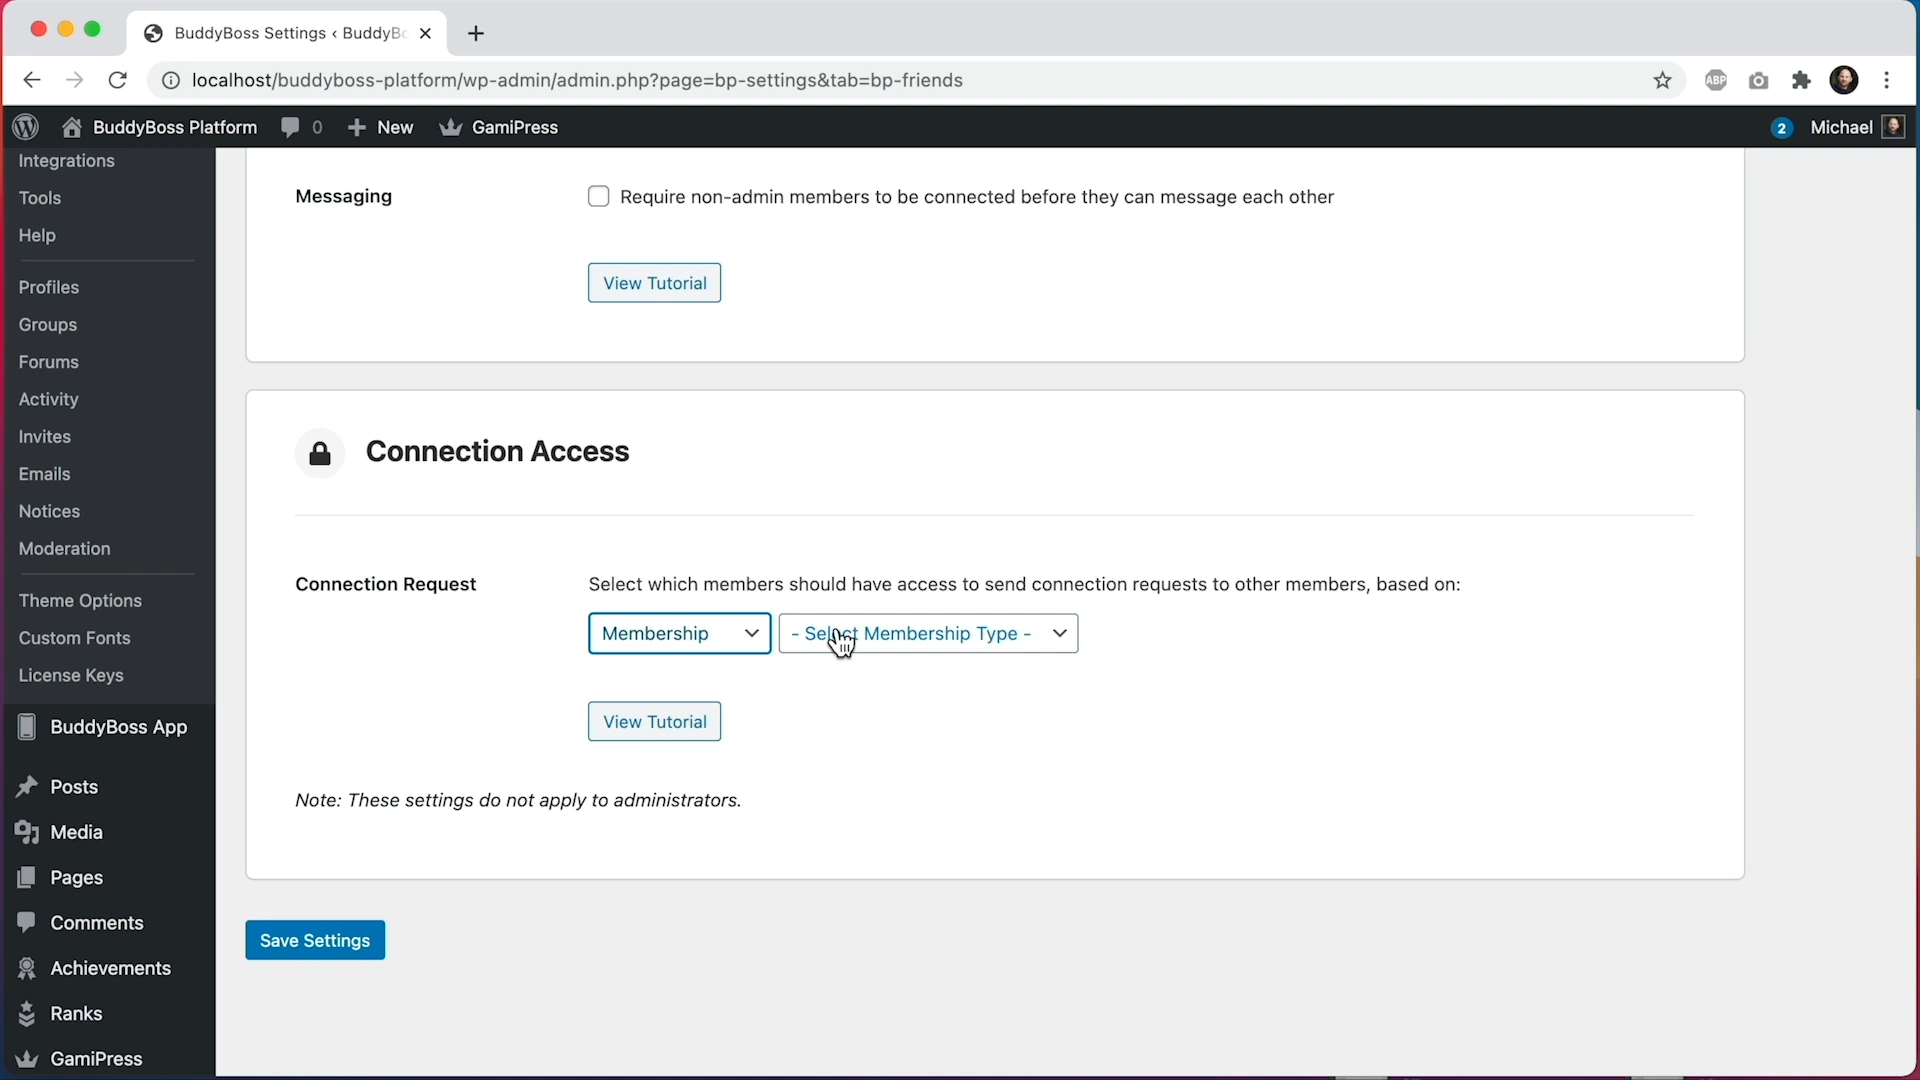 BuddyBoss Settings ‹ BuddyBo
localhost/buddyboss-platform/wp-admin/admin.php?page=bp-settings&tab=bp-friends
ABP
BuddyBoss Platform 0 New GamiPress 2 Michael
Integrations
Tools
Help
Profiles
Groups
Forums
Activity
Invites
Emails
Notices
Moderation
Theme Options
Custom Fonts
License Keys
BuddyBoss App
Posts
Media
Pages
Comments
Achievements
Ranks
GamiPress
Messaging Require non-admin members to be connected before they can message each other
View Tutorial
Connection Access
Connection Request Select which members should have access to send connection requests to other members, based on:
Membership - Select Membership Type -
View Tutorial
Note: These settings do not apply to administrators.
Save Settings